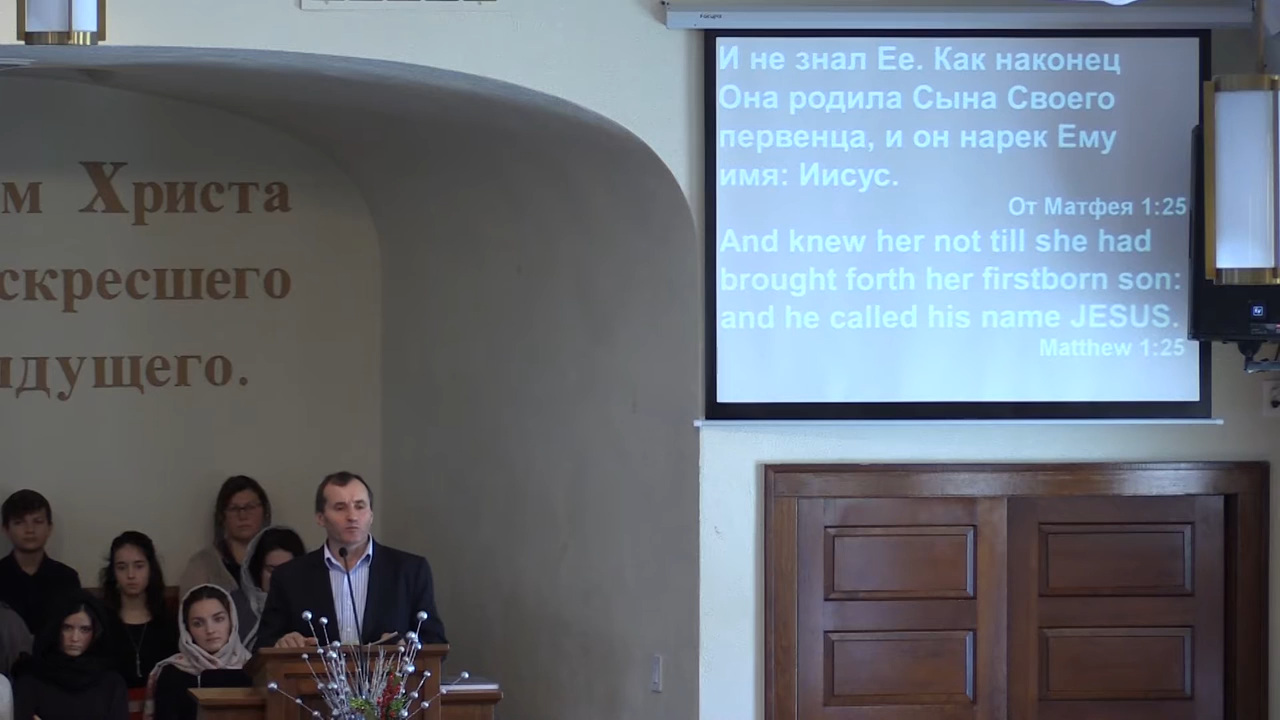 м Христа
скресшего
идущего.
И не знал Ее. Как наконец
Она родила Сына Своего
первенца, и он нарек Ему
имя: Иисус.
От Матфея 1:25
And knew her not till she had
brought forth her firstborn son:
and he called his name JESUS.
Matthew 1:25